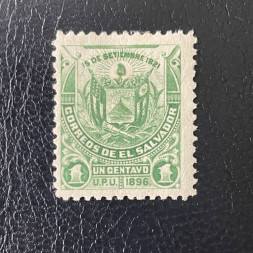 15 DE SETIEMBRE 1821
CORREOS DE EL SALVADOR
1 UN CENTAVO 1
U.P.U. 1896.